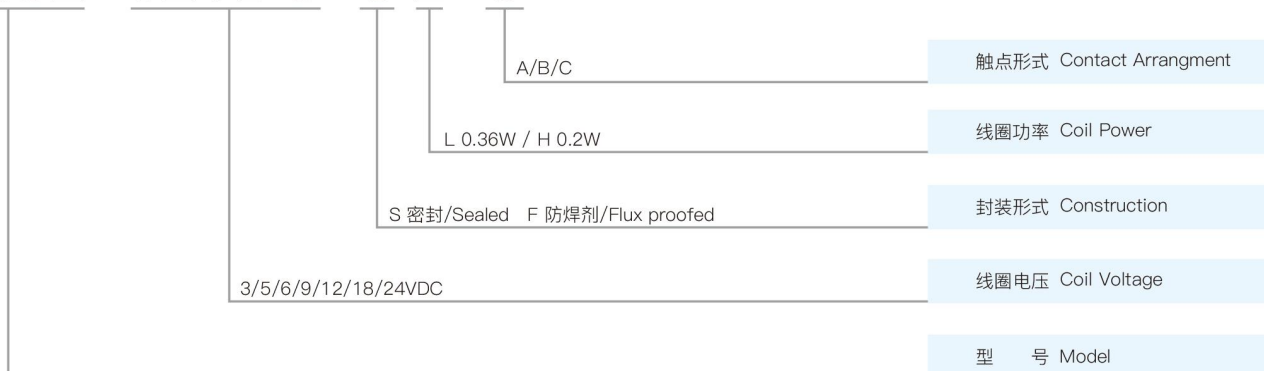 A/B/C
触点形式 Contact Arrangment
L 0.36W / H 0.2W
线圈功率 Coil Power
S 密封/Sealed F 防焊剂/Flux proofed
封装形式 Construction
3/5/6/9/12/18/24VDC
线圈电压 Coil Voltage
型 号 Model